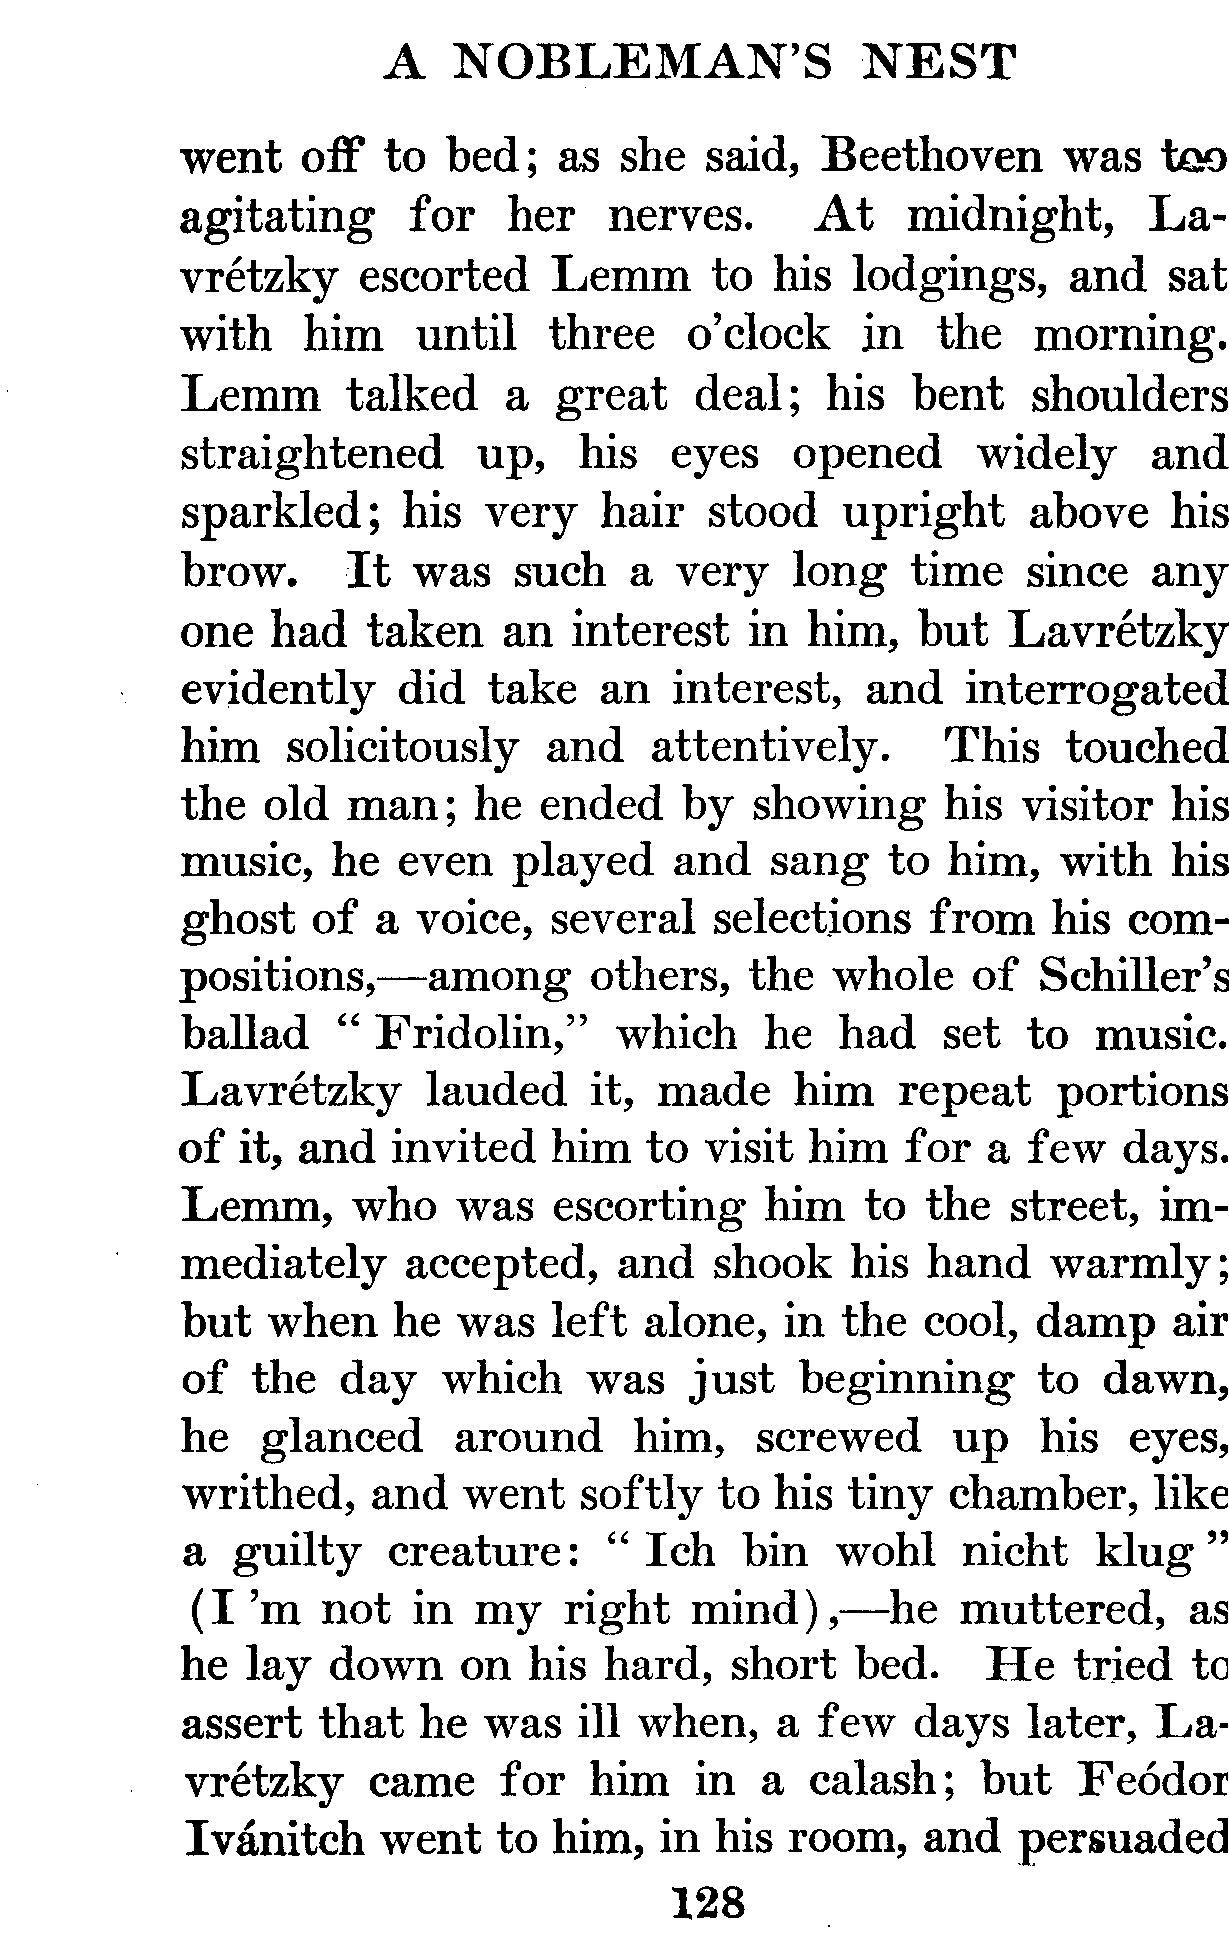 A NOBLEMAN'S NEST
went off to bed; as she said, Beethoven was too
agitating for her nerves. At midnight, La-
vrétzky escorted Lemm to his lodgings, and sat
with him until three o'clock in the morning.
Lemm talked a great deal; his bent shoulders
straightened up, his eyes opened widely and
sparkled; his very hair stood upright above his
brow. It was such a very long time since any
one had taken an interest in him, but Lavrétzky
evidently did take an interest, and interrogated
him solicitously and attentively. This touched
the old man; he ended by showing his visitor his
music, he even played and sang to him, with his
ghost of a voice, several selections from his com-
positions,—among others, the whole of Schiller's
ballad “ Fridolin,” which he had set to music.
Lavrétzky lauded it, made him repeat portions
of it, and invited him to visit him for a few days.
Lemm, who was escorting him to the street, im-
mediately accepted, and shook his hand warmly;
but when he was left alone, in the cool, damp air
of the day which was just beginning to dawn,
he glanced around him, screwed up his eyes,
writhed, and went softly to his tiny chamber, like
a guilty creature: “ Ich bin wohl nicht klug ”
(I 'm not in my right mind),—he muttered, as
he lay down on his hard, short bed. He tried to
assert that he was ill when, a few days later, La-
vrétzky came for him in a calash; but Feódor
Ivánitch went to him, in his room, and persuaded
128